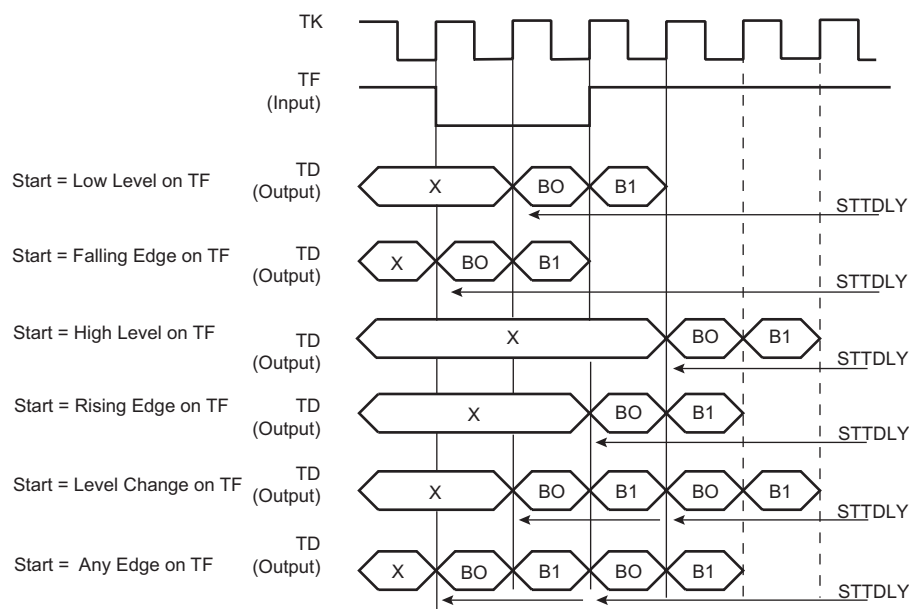 TK
TF
(Input)
Start = Low Level on TF
TD
(Output)
X
BO
B1
STTDLY
Start = Falling Edge on TF
TD
(Output)
X
BO
B1
STTDLY
Start = High Level on TF
TD
(Output)
X
BO
B1
STTDLY
Start = Rising Edge on TF
TD
(Output)
X
BO
B1
STTDLY
Start = Level Change on TF
TD
(Output)
X
BO
B1
BO
B1
STTDLY
Start = Any Edge on TF
TD
(Output)
X
BO
B1
BO
B1
STTDLY